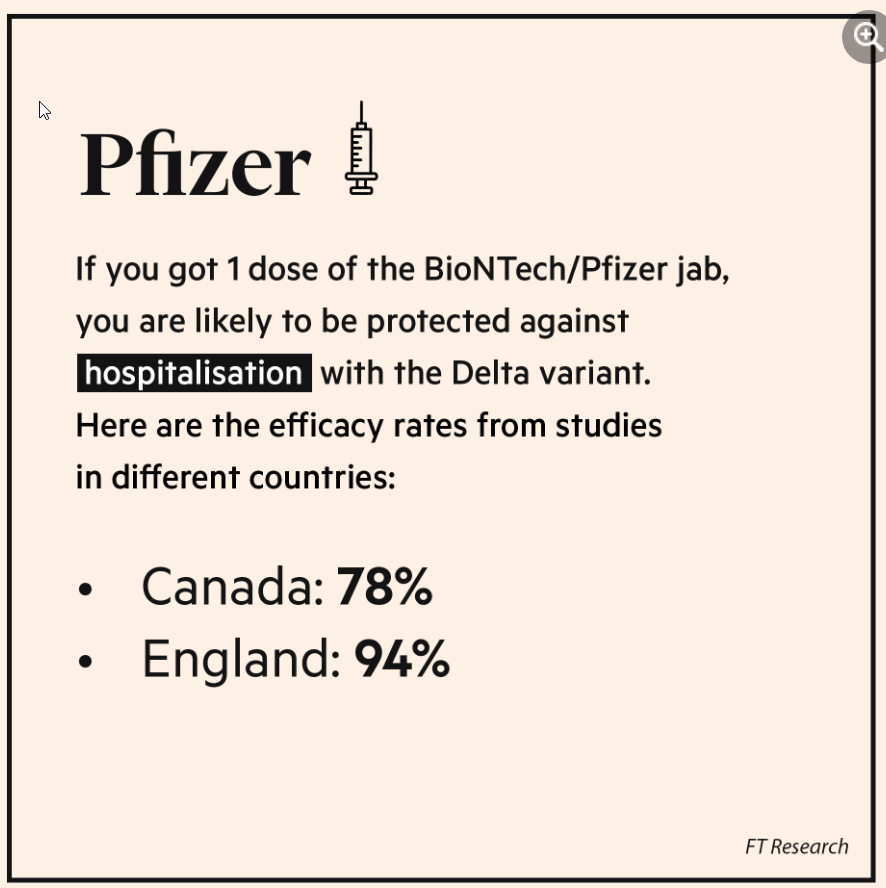 Pfizer
If you got 1 dose of the BioNTech/Pfizer jab,
you are likely to be protected against
hospitalisation with the Delta variant.
Here are the efficacy rates from studies
in different countries:
• Canada: 78%
• England: 94%
FT Research